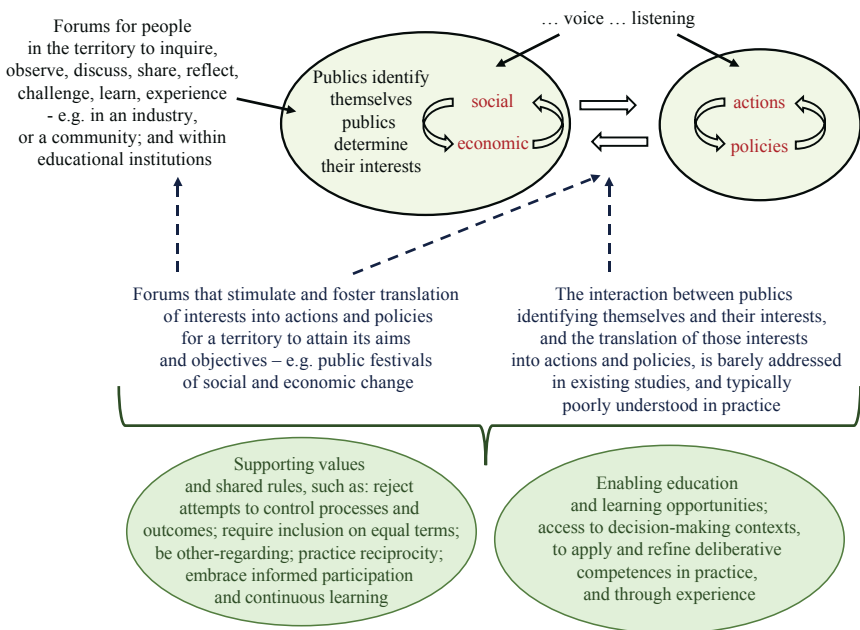 Forums for people
in the territory to inquire,
observe, discuss, share, reflect,
challenge, learn, experience
- e.g. in an industry,
or a community; and within
educational institutions
… voice … listening
Publics identify
themselves
publics
determine
their interests
social
economic
actions
policies
Forums that stimulate and foster translation
of interests into actions and policies
for a territory to attain its aims
and objectives – e.g. public festivals
of social and economic change
The interaction between publics
identifying themselves and their interests,
and the translation of those interests
into actions and policies, is barely addressed
in existing studies, and typically
poorly understood in practice
Supporting values
and shared rules, such as: reject
attempts to control processes and
outcomes; require inclusion on equal terms;
be other-regarding; practice reciprocity;
embrace informed participation
and continuous learning
Enabling education
and learning opportunities;
access to decision-making contexts,
to apply and refine deliberative
competences in practice,
and through experience